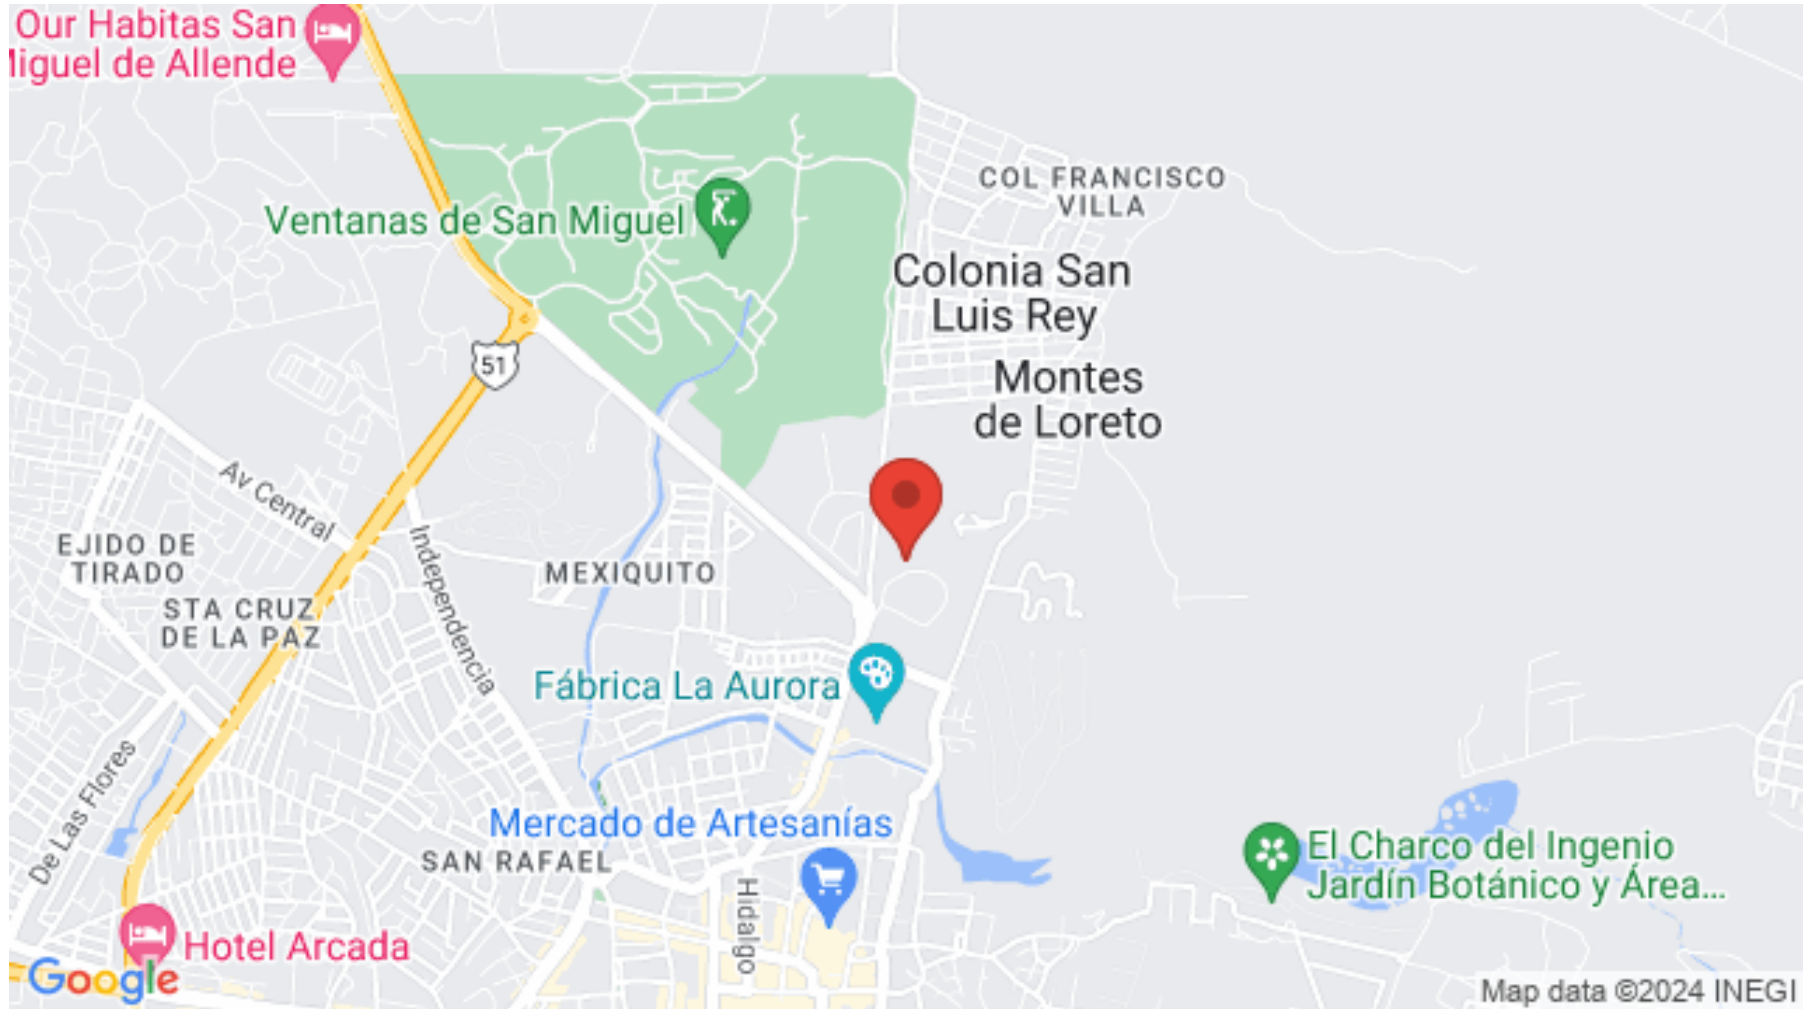 Our Habitas San
Miguel de Allende
COL FRANCISCO
VILLA
Ventanas de San Miguel
Colonia San
Luis Rey
51
Montes
de Loreto
Av Central
EJIDO DE
TIRADO
Independencia
MEXIQUITO
STA CRUZ
DE LA PAZ
Fábrica La Aurora
De Las Flores
Mercado de Artesanías
SAN RAFAEL
El Charco del Ingenio
Jardín Botánico y Área...
Hidalgo
Hotel Arcada
Google
Map data ©2024 INEGI